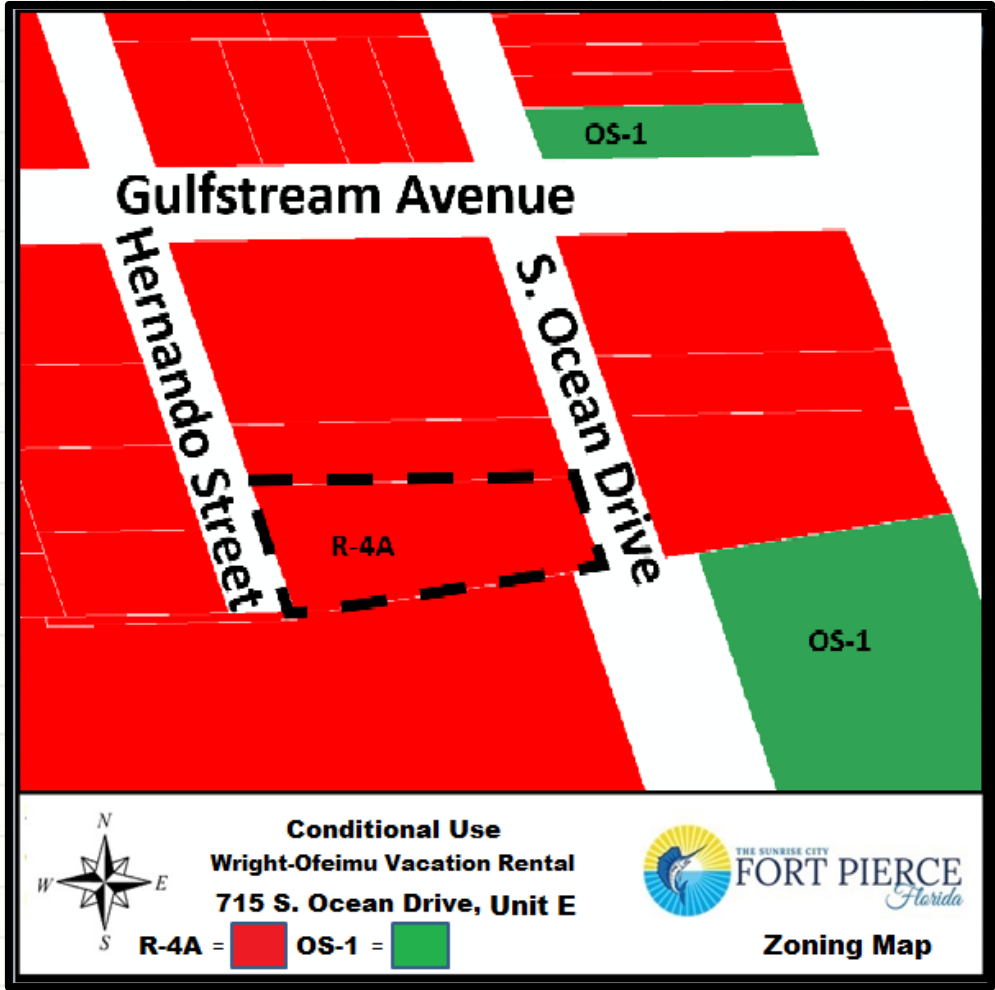 OS-1
Gulfstream Avenue
Hernando Street
S. Ocean Drive
R-4A
OS-1
N
W E
S
Conditional Use
Wright-Ofeimu Vacation Rental
715 S. Ocean Drive, Unit E
R-4A = OS-1 =
THE SUNRISE CITY
FORT PIERCE
Florida
Zoning Map